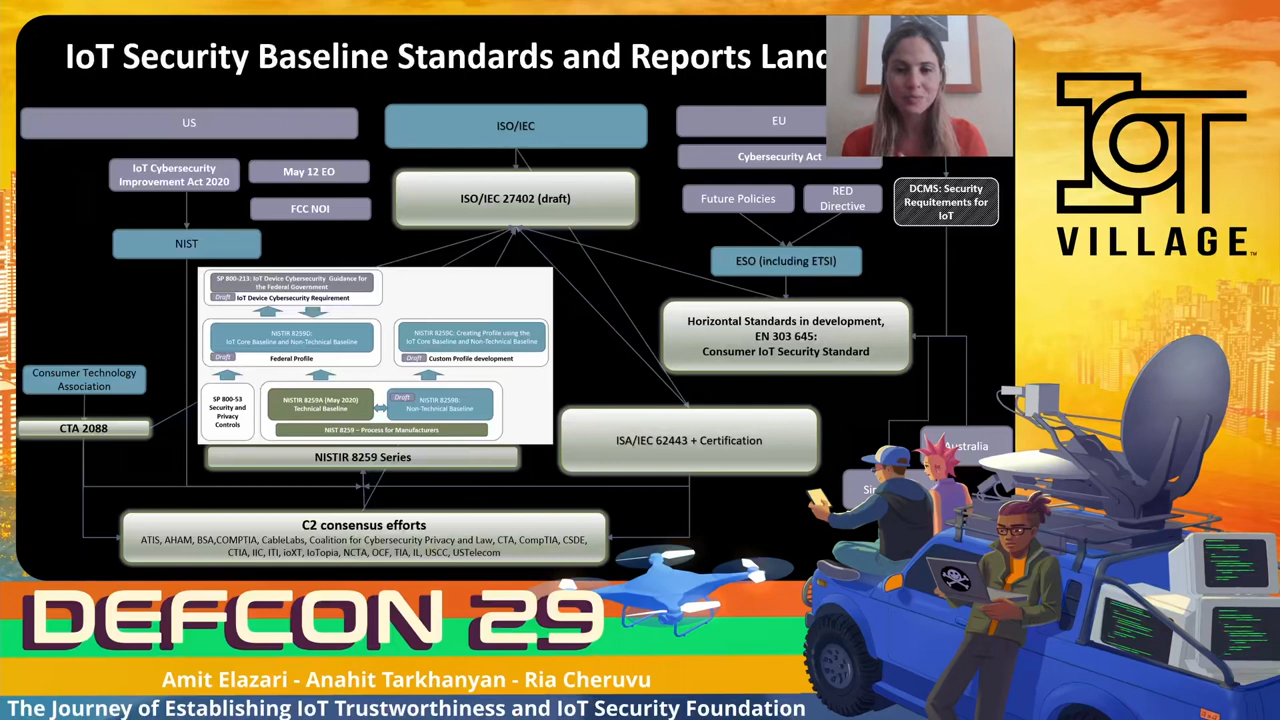 IoT Security Baseline Standards and Reports Land
US
ISO/IEC
EU
IoT Cybersecurity
Improvement Act 2020
May 12 EO
FCC NOI
ISO/IEC 27402 (draft)
Cybersecurity Act
Future Policies
RED
Directive
DCMS: Security
Requitements for
IoT
NIST
ESO (including ETSI)
SP 800-213: IoT Device Cybersecurity Guidance for
the Federal Government
Draft
IoT Device Cybersecurity Requirement
NISTIR 8259D:
IoT Core Baseline and Non-Technical Baseline
Draft
Federal Profile
NISTIR 8259C: Creating Profile using the
IoT Core Baseline and Non-Technical Baseline
Draft
Custom Profile development
Horizontal Standards in development,
EN 303 645:
Consumer IoT Security Standard
Consumer Technology
Association
CTA 2088
SP 800-53
Security and
Privacy
Controls
NISTIR 8259A (May 2020)
Technical Baseline
Draft
NISTIR 8259B:
Non-Technical Baseline
NIST 8259 – Process for Manufacturers
NISTIR 8259 Series
ISA/IEC 62443 + Certification
Australia
C2 consensus efforts
ATIS, AHAM, BSA,COMPTIA, CableLabs, Coalition for Cybersecurity Privacy and Law, CTA, CompTIA, CSDE,
CTIA, IIC, ITI, ioXT, IoTopia, NCTA, OCF, TIA, IL, USCC, USTelecom
IoT
VILLAGE™
DEFCON 29
Amit Elazari - Anahit Tarkhanyan - Ria Cheruvu
The Journey of Establishing IoT Trustworthiness and IoT Security Foundation